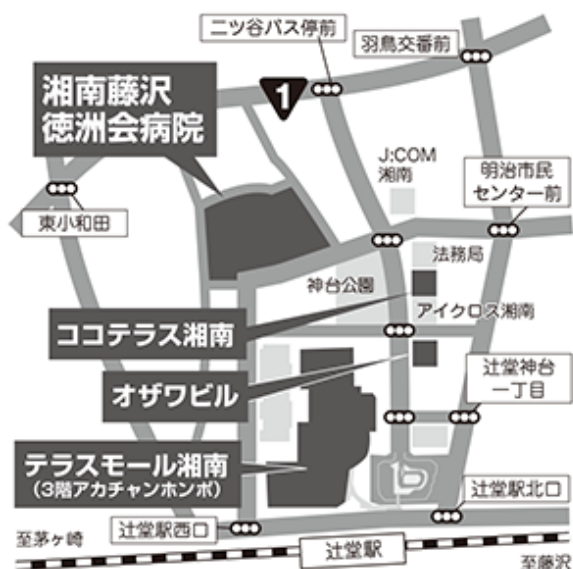 二ツ谷バス停前
羽鳥交番前
1
湘南藤沢
徳洲会病院
J:COM
湘南
明治市民
センター前
東小和田
法務局
神台公園
アイクロス湘南
ココテラス湘南
オザワビル
辻堂神台
一丁目
テラスモール湘南
(3階アカチャンホンポ)
辻堂駅北口
辻堂駅西口
至茅ヶ崎
辻堂駅
至藤沢